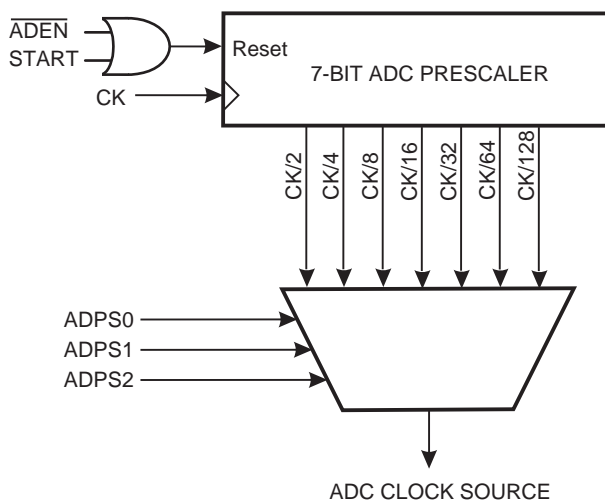 ADEN
START
Reset
7-BIT ADC PRESCALER
CK
CK/2
CK/4
CK/8
CK/16
CK/32
CK/64
CK/128
ADPS0
ADPS1
ADPS2
ADC CLOCK SOURCE